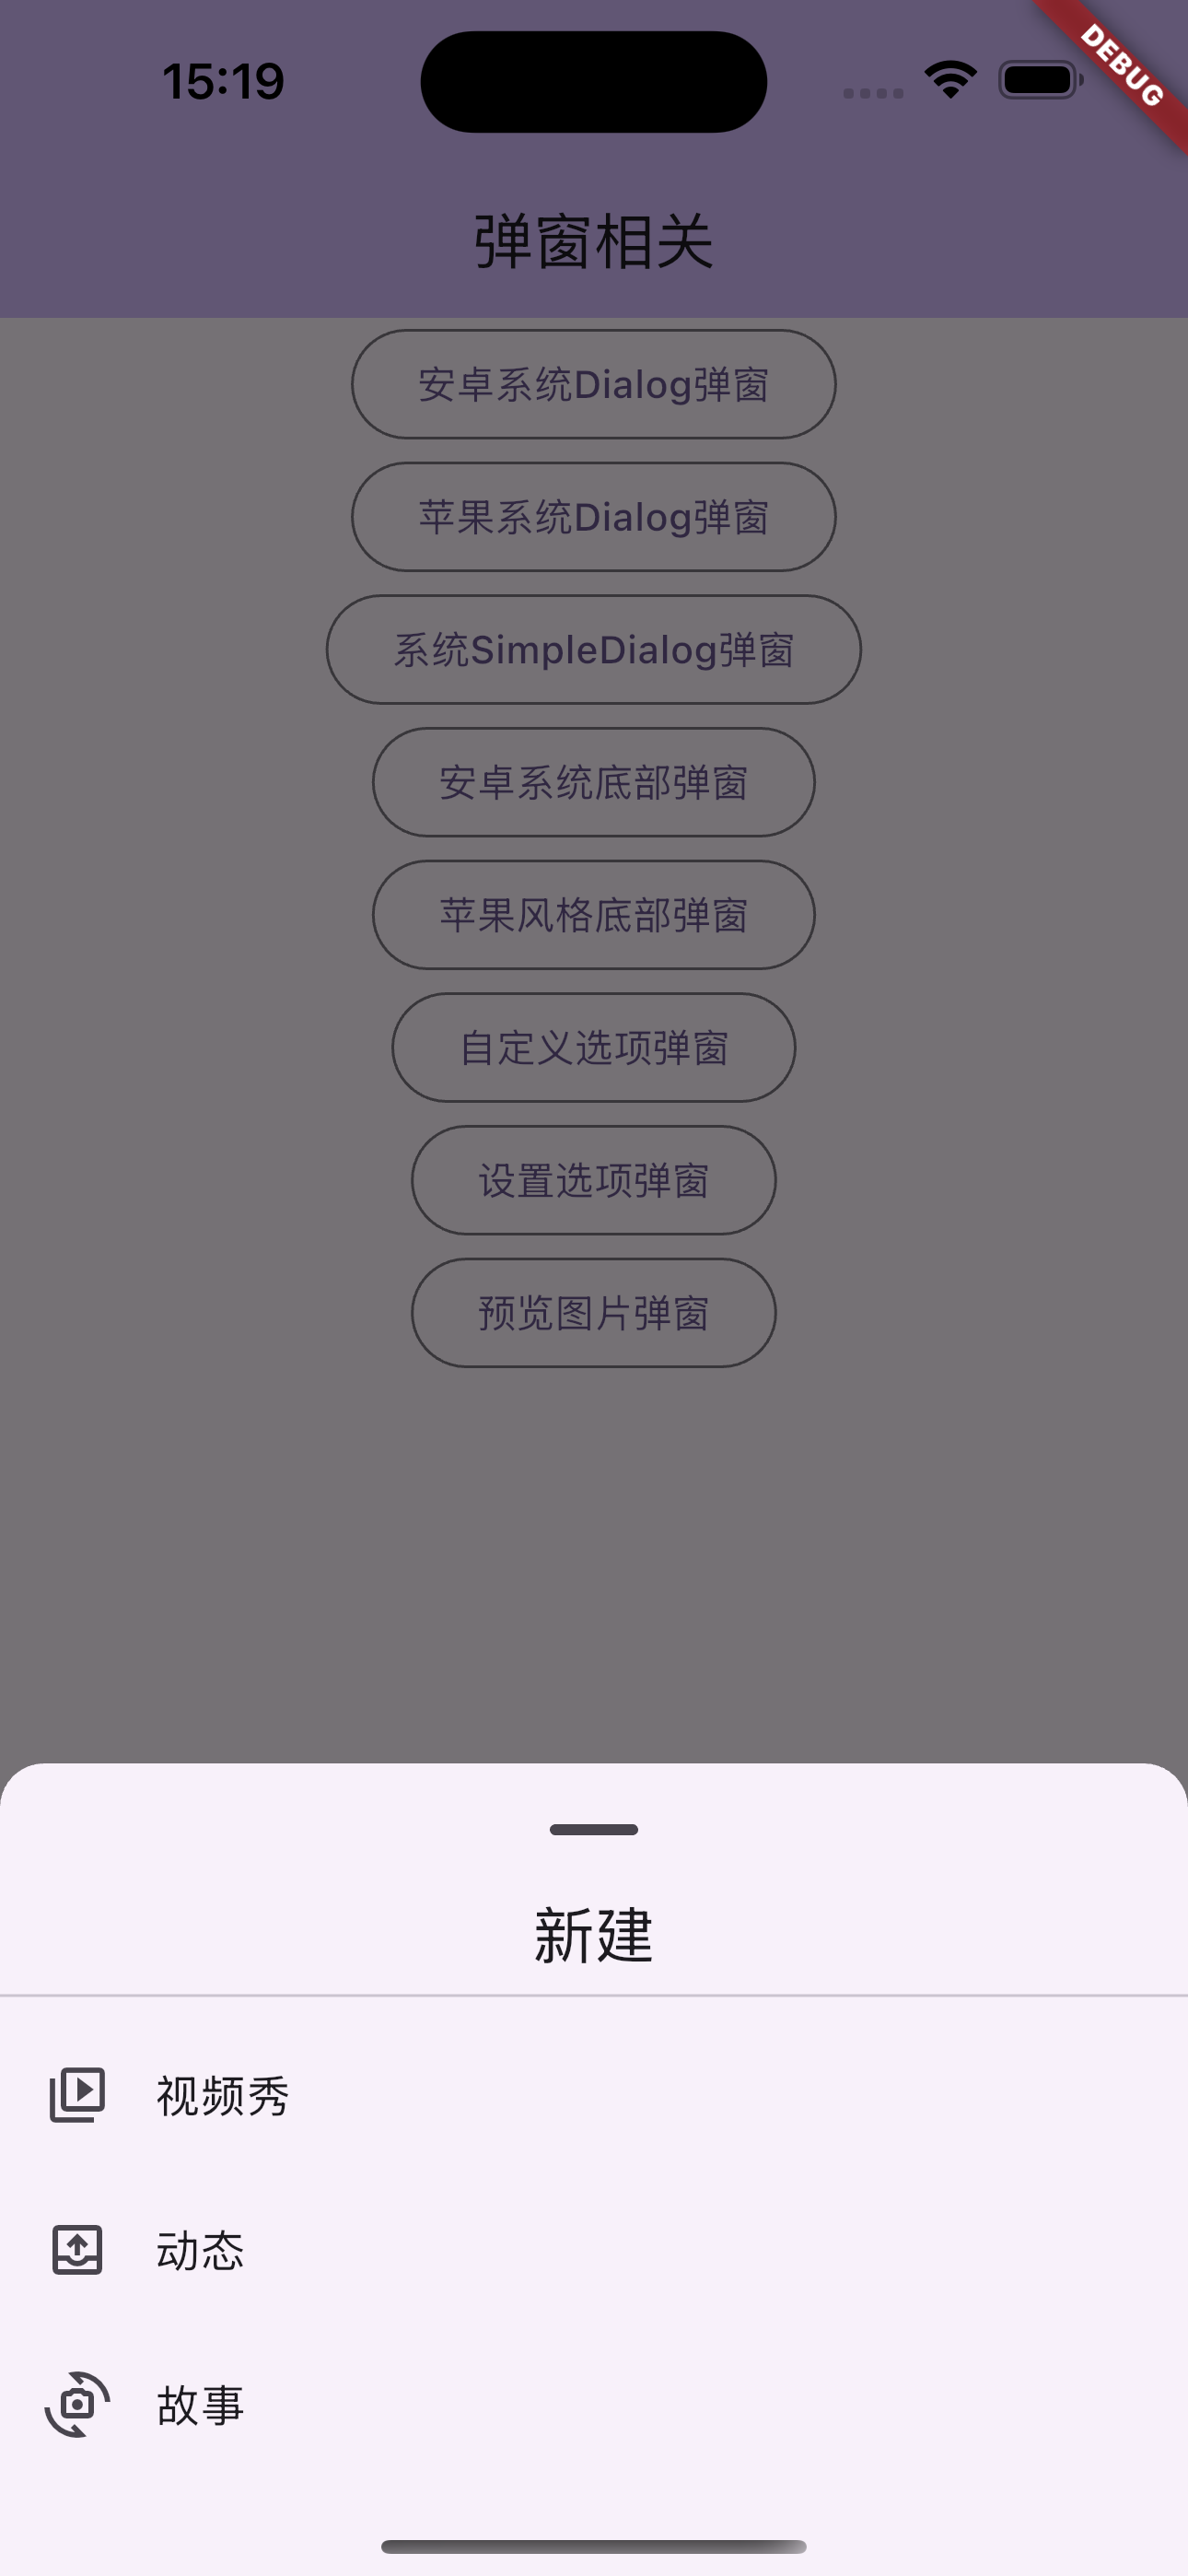 15:19
DEBUG
弹窗相关
安卓系统Dialog弹窗
苹果系统Dialog弹窗
系统SimpleDialog弹窗
安卓系统底部弹窗
苹果风格底部弹窗
自定义选项弹窗
设置选项弹窗
预览图片弹窗
新建
视频秀
动态
故事